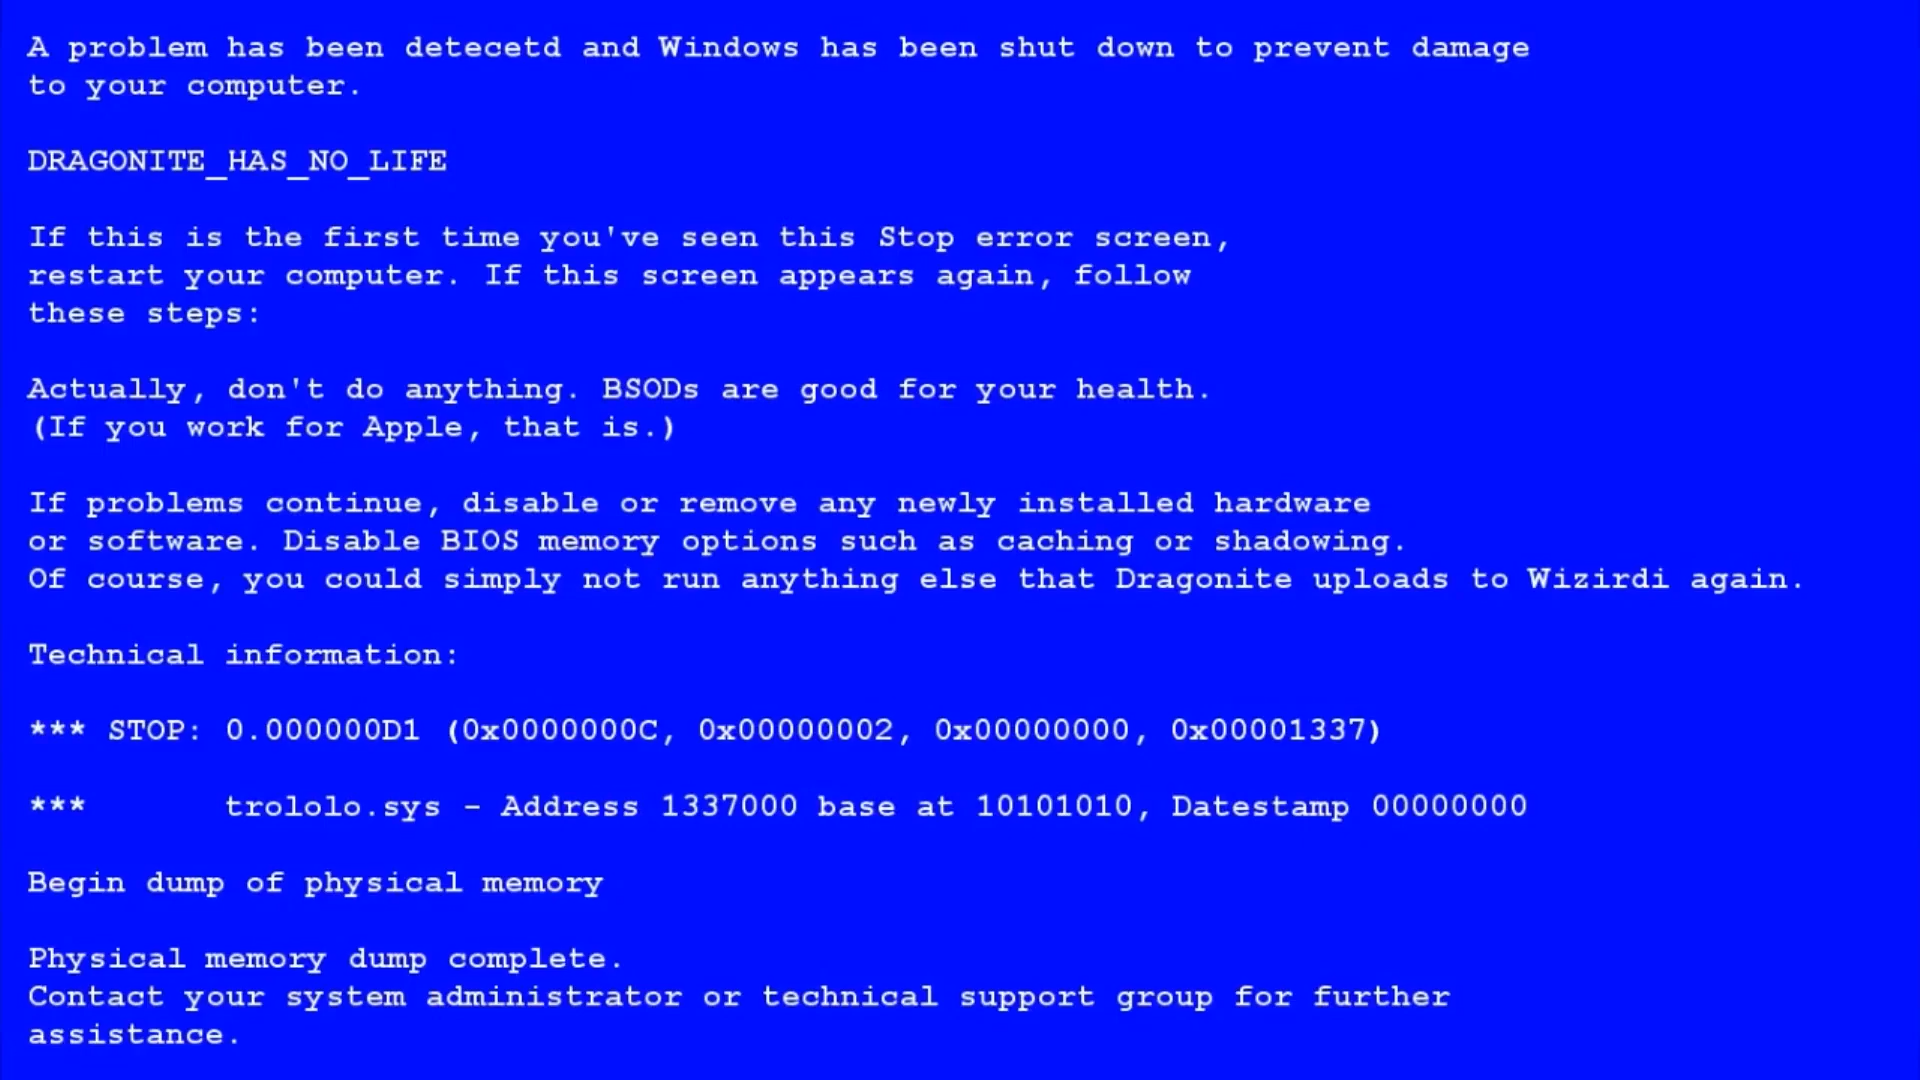 A problem has been detecetd and Windows has been shut down to prevent damage
to your computer.
DRAGONITE_HAS_NO_LIFE
If this is the first time you've seen this Stop error screen,
restart your computer. If this screen appears again, follow
these steps:
Actually, don't do anything. BSODs are good for your health.
(If you work for Apple, that is.)
If problems continue, disable or remove any newly installed hardware
or software. Disable BIOS memory options such as caching or shadowing.
Of course, you could simply not run anything else that Dragonite uploads to Wizirdi again.
Technical information:
*** STOP: 0.000000D1 (0x0000000C, 0x00000002, 0x00000000, 0x00001337)
*** trololo.sys - Address 1337000 base at 10101010, Datestamp 00000000
Begin dump of physical memory
Physical memory dump complete.
Contact your system administrator or technical support group for further
assistance.